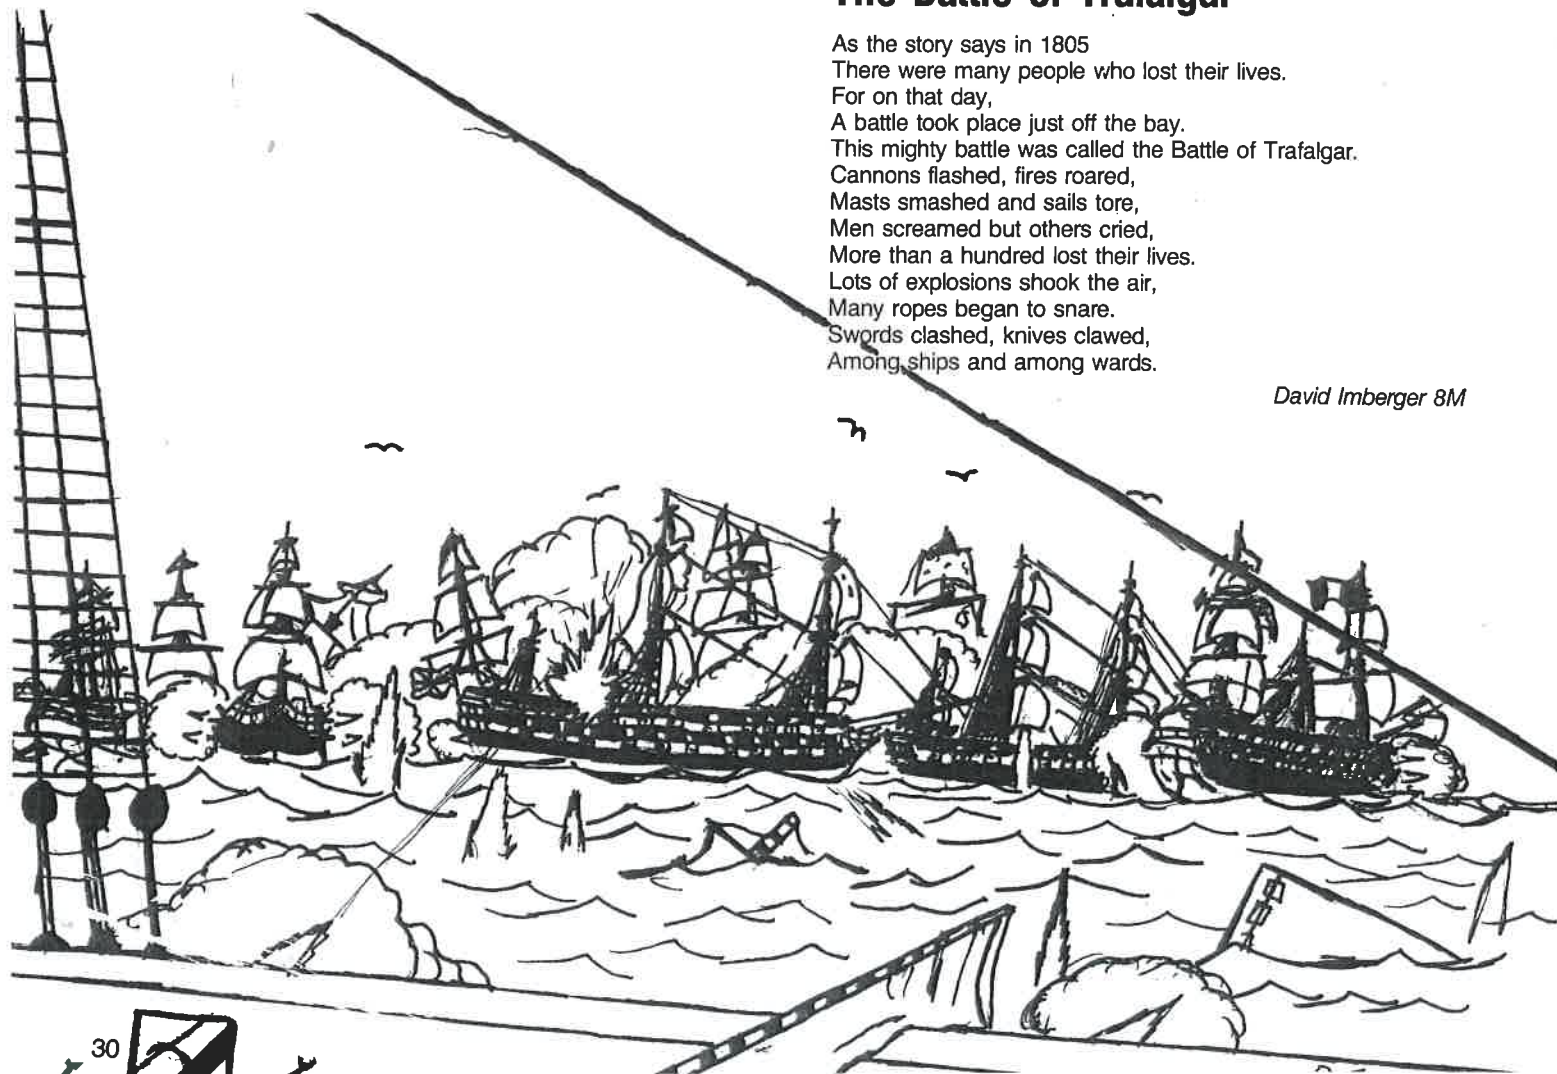 The Battle of Trafalgar
As the story says in 1805
There were many people who lost their lives.
For on that day,
A battle took place just off the bay.
This mighty battle was called the Battle of Trafalgar.
Cannons flashed, fires roared,
Masts smashed and sails tore,
Men screamed but others cried,
More than a hundred lost their lives.
Lots of explosions shook the air,
Many ropes began to snare.
Swords clashed, knives clawed,
Among ships and among wards.
David Imberger 8M
30